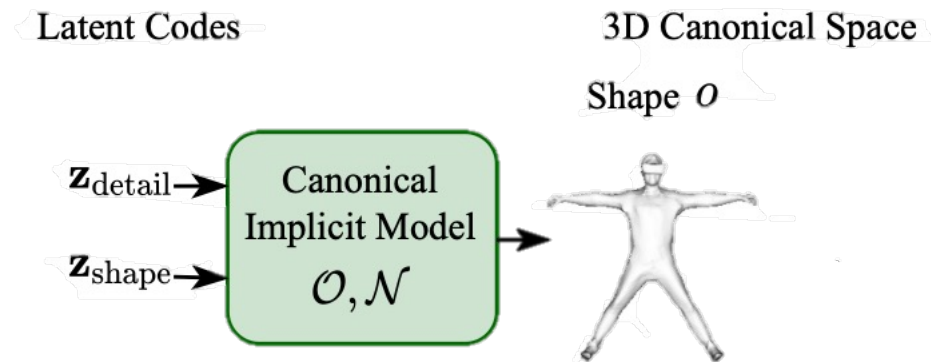 Latent Codes
3D Canonical Space
Shape o
z_detail
Canonical
Implicit Model
z_shape
𝒪, 𝒩